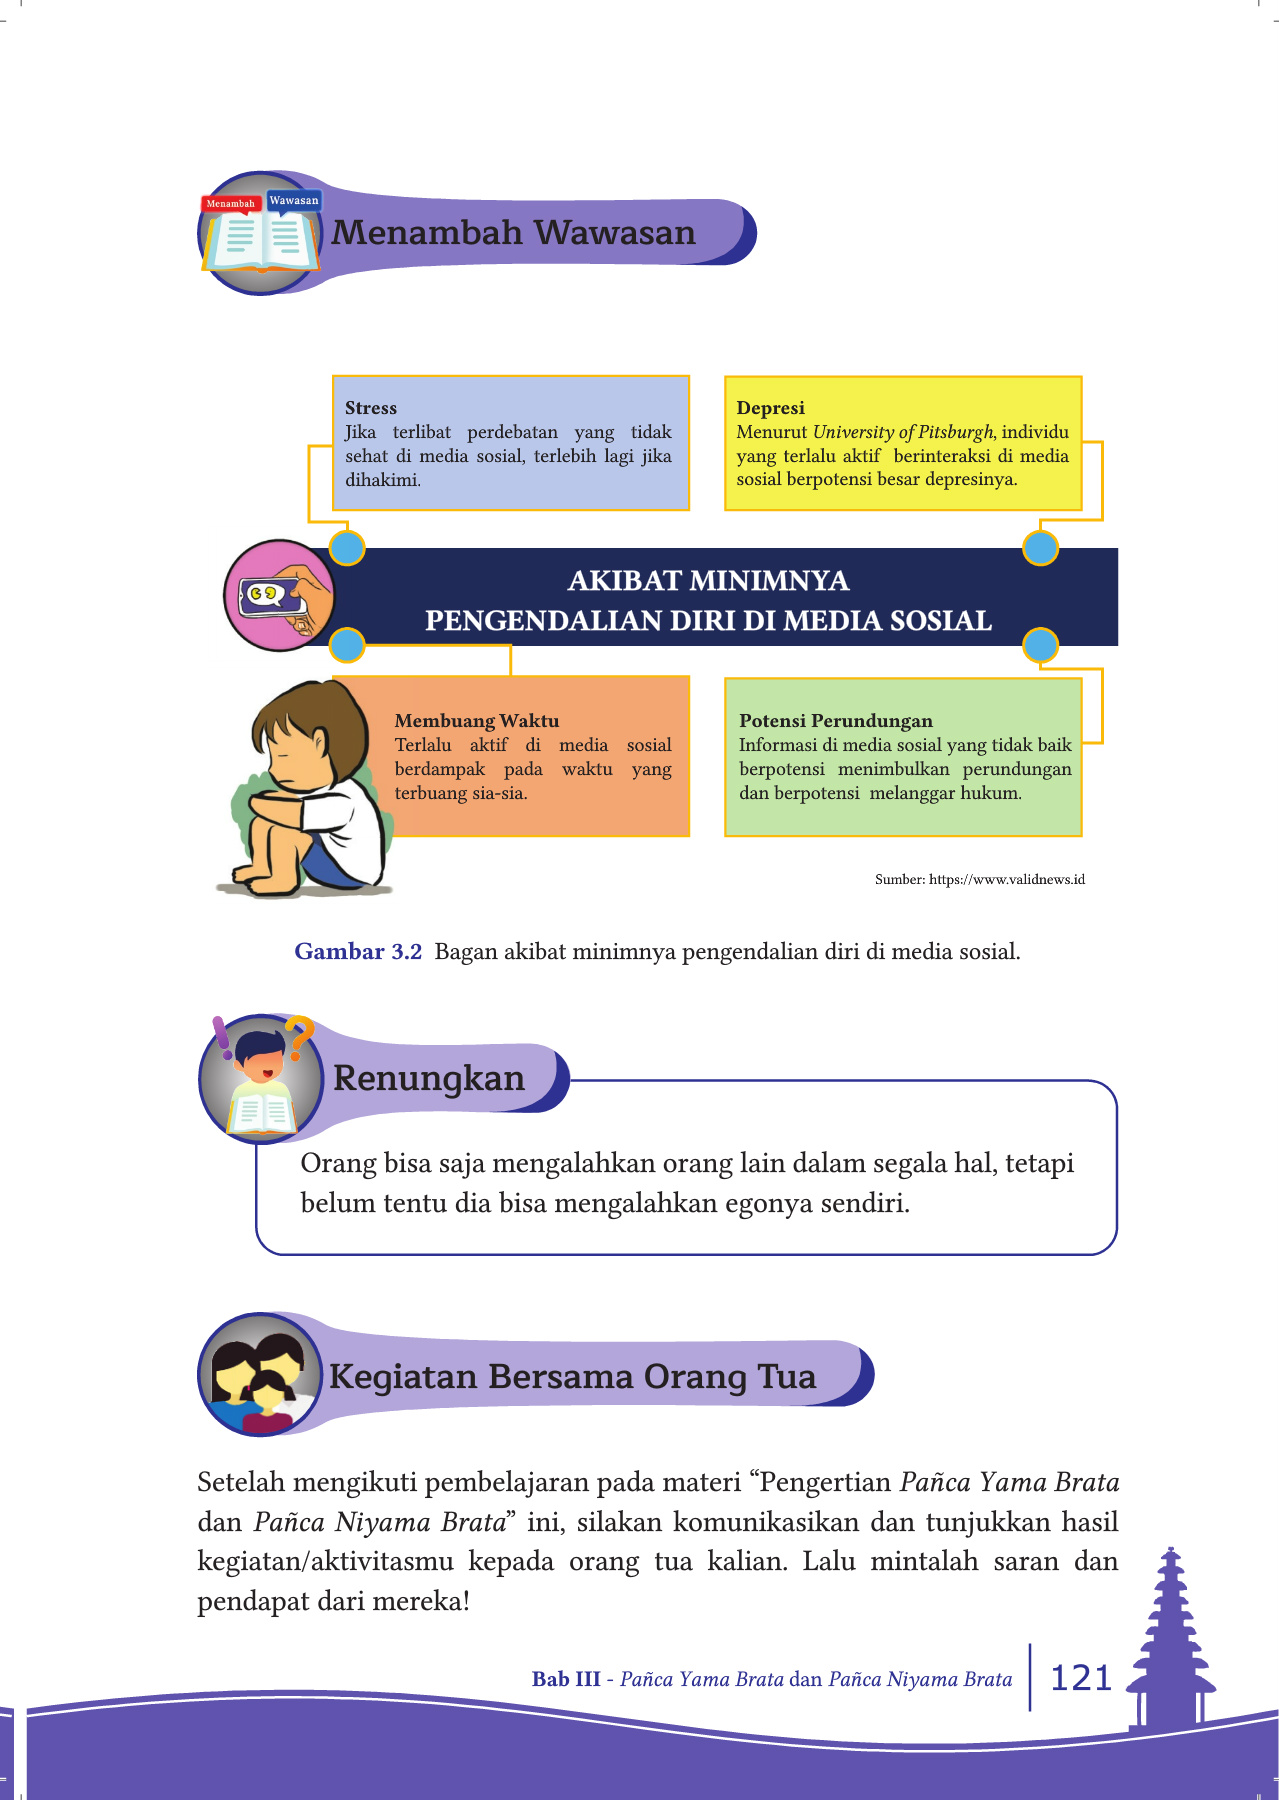 Menambah Wawasan
Menambah Wawasan
Stress
Jika terlibat perdebatan yang tidak
sehat di media sosial, terlebih lagi jika
dihakimi.
Depresi
Menurut University of Pitsburgh, individu
yang terlalu aktif berinteraksi di media
sosial berpotensi besar depresinya.
AKIBAT MINIMNYA
PENGENDALIAN DIRI DI MEDIA SOSIAL
Membuang Waktu
Terlalu aktif di media sosial
berdampak pada waktu yang
terbuang sia-sia.
Potensi Perundungan
Informasi di media sosial yang tidak baik
berpotensi menimbulkan perundungan
dan berpotensi melanggar hukum.
Sumber: https://www.validnews.id
Gambar 3.2 Bagan akibat minimnya pengendalian diri di media sosial.
Renungkan
Orang bisa saja mengalahkan orang lain dalam segala hal, tetapi
belum tentu dia bisa mengalahkan egonya sendiri.
Kegiatan Bersama Orang Tua
Setelah mengikuti pembelajaran pada materi “Pengertian Pañca Yama Brata
dan Pañca Niyama Brata” ini, silakan komunikasikan dan tunjukkan hasil
kegiatan/aktivitasmu kepada orang tua kalian. Lalu mintalah saran dan
pendapat dari mereka!
Bab III - Pañca Yama Brata dan Pañca Niyama Brata 121